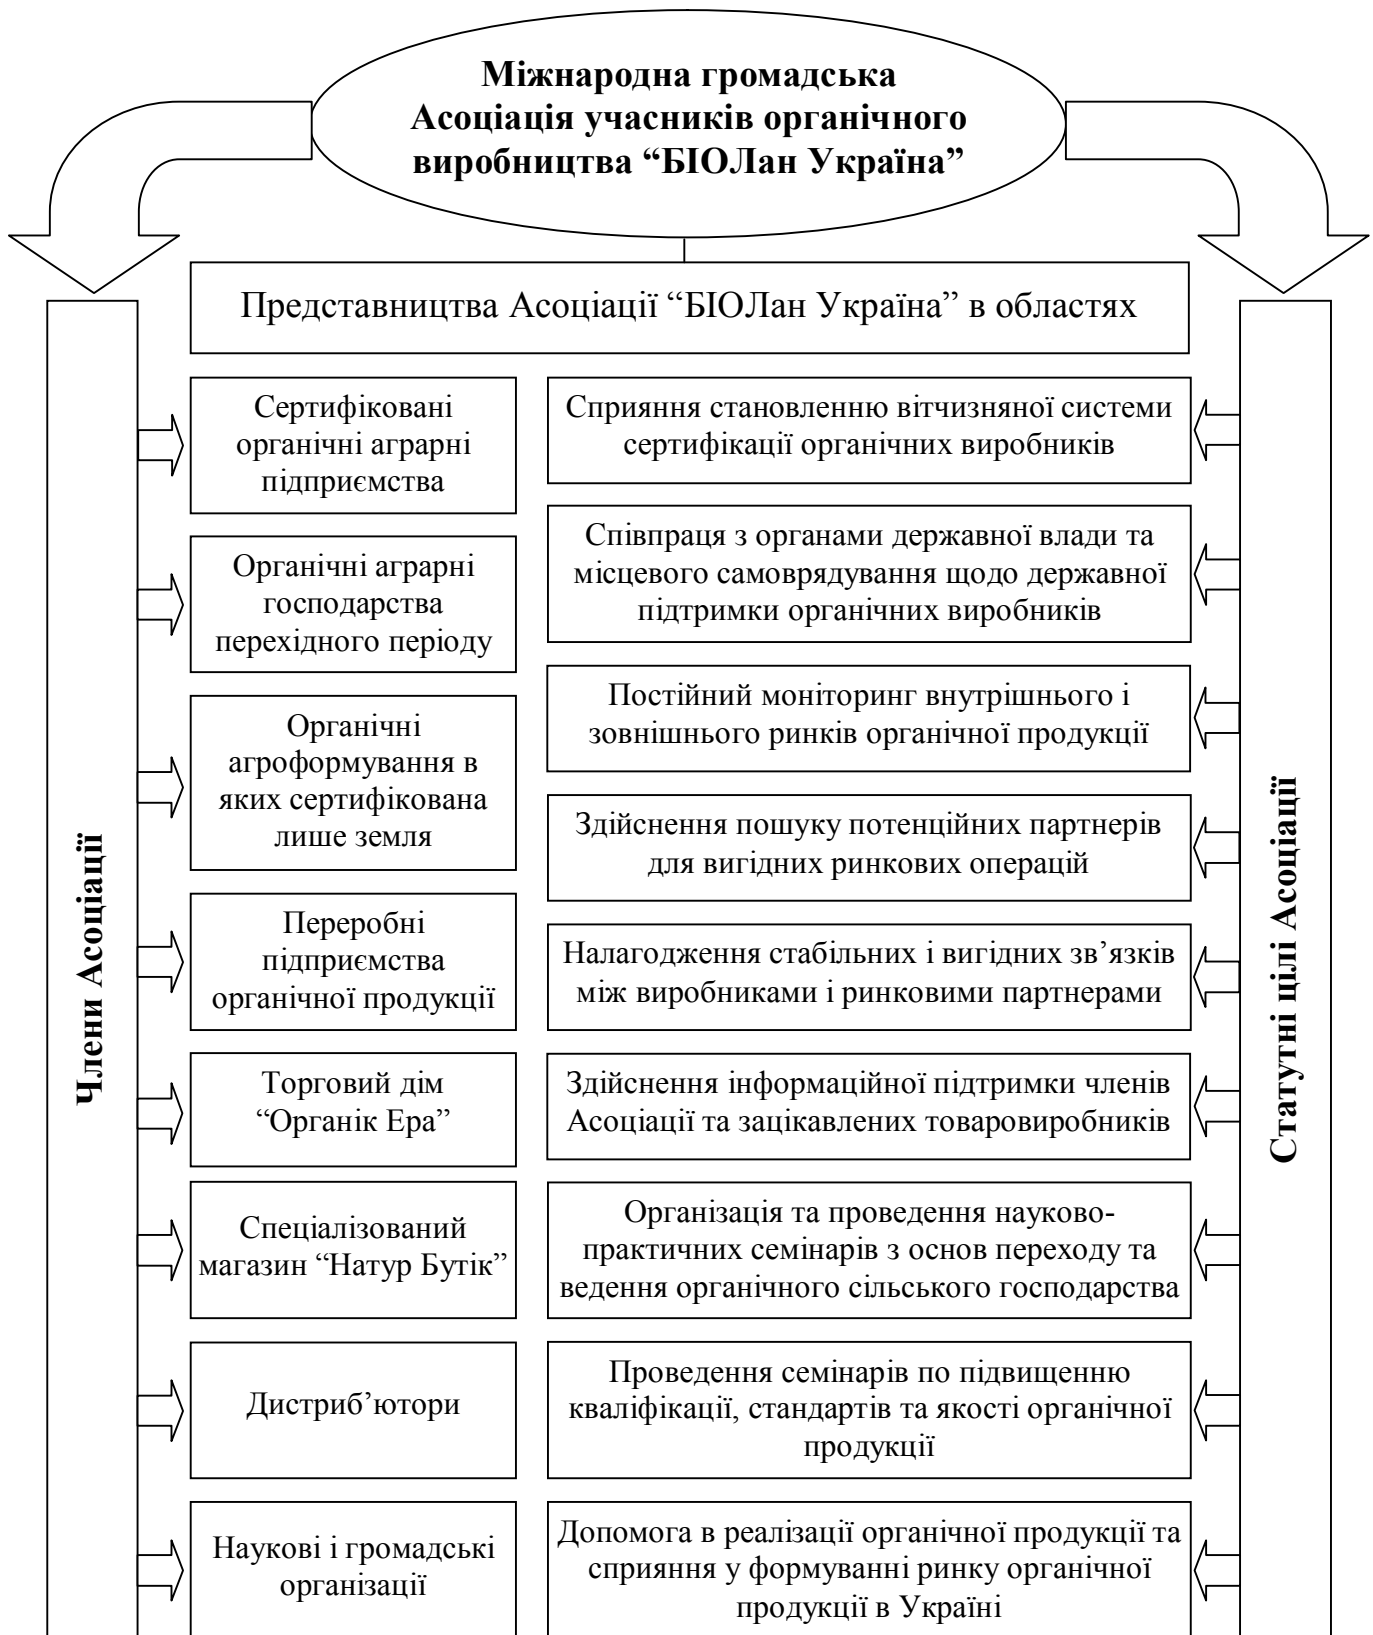 Міжнародна громадська
Асоціація учасників органічного
виробництва “БІОЛан Україна”
Представництва Асоціації “БІОЛан Україна” в областях
Члени Асоціації
Сертифіковані
органічні аграрні
підприємства
Органічні аграрні
господарства
перехідного періоду
Органічні
агроформування в
яких сертифікована
лише земля
Переробні
підприємства
органічної продукції
Торговий дім
“Органік Ера”
Спеціалізований
магазин “Натур Бутік”
Дистриб’ютори
Наукові і громадські
організації
Статутні цілі Асоціації
Сприяння становленню вітчизняної системи
сертифікації органічних виробників
Співпраця з органами державної влади та
місцевого самоврядування щодо державної
підтримки органічних виробників
Постійний моніторинг внутрішнього і
зовнішнього ринків органічної продукції
Здійснення пошуку потенційних партнерів
для вигідних ринкових операцій
Налагодження стабільних і вигідних зв’язків
між виробниками і ринковими партнерами
Здійснення інформаційної підтримки членів
Асоціації та зацікавлених товаровиробників
Організація та проведення науково-
практичних семінарів з основ переходу та
ведення органічного сільського господарства
Проведення семінарів по підвищенню
кваліфікації, стандартів та якості органічної
продукції
Допомога в реалізації органічної продукції та
сприяння у формуванні ринку органічної
продукції в Україні